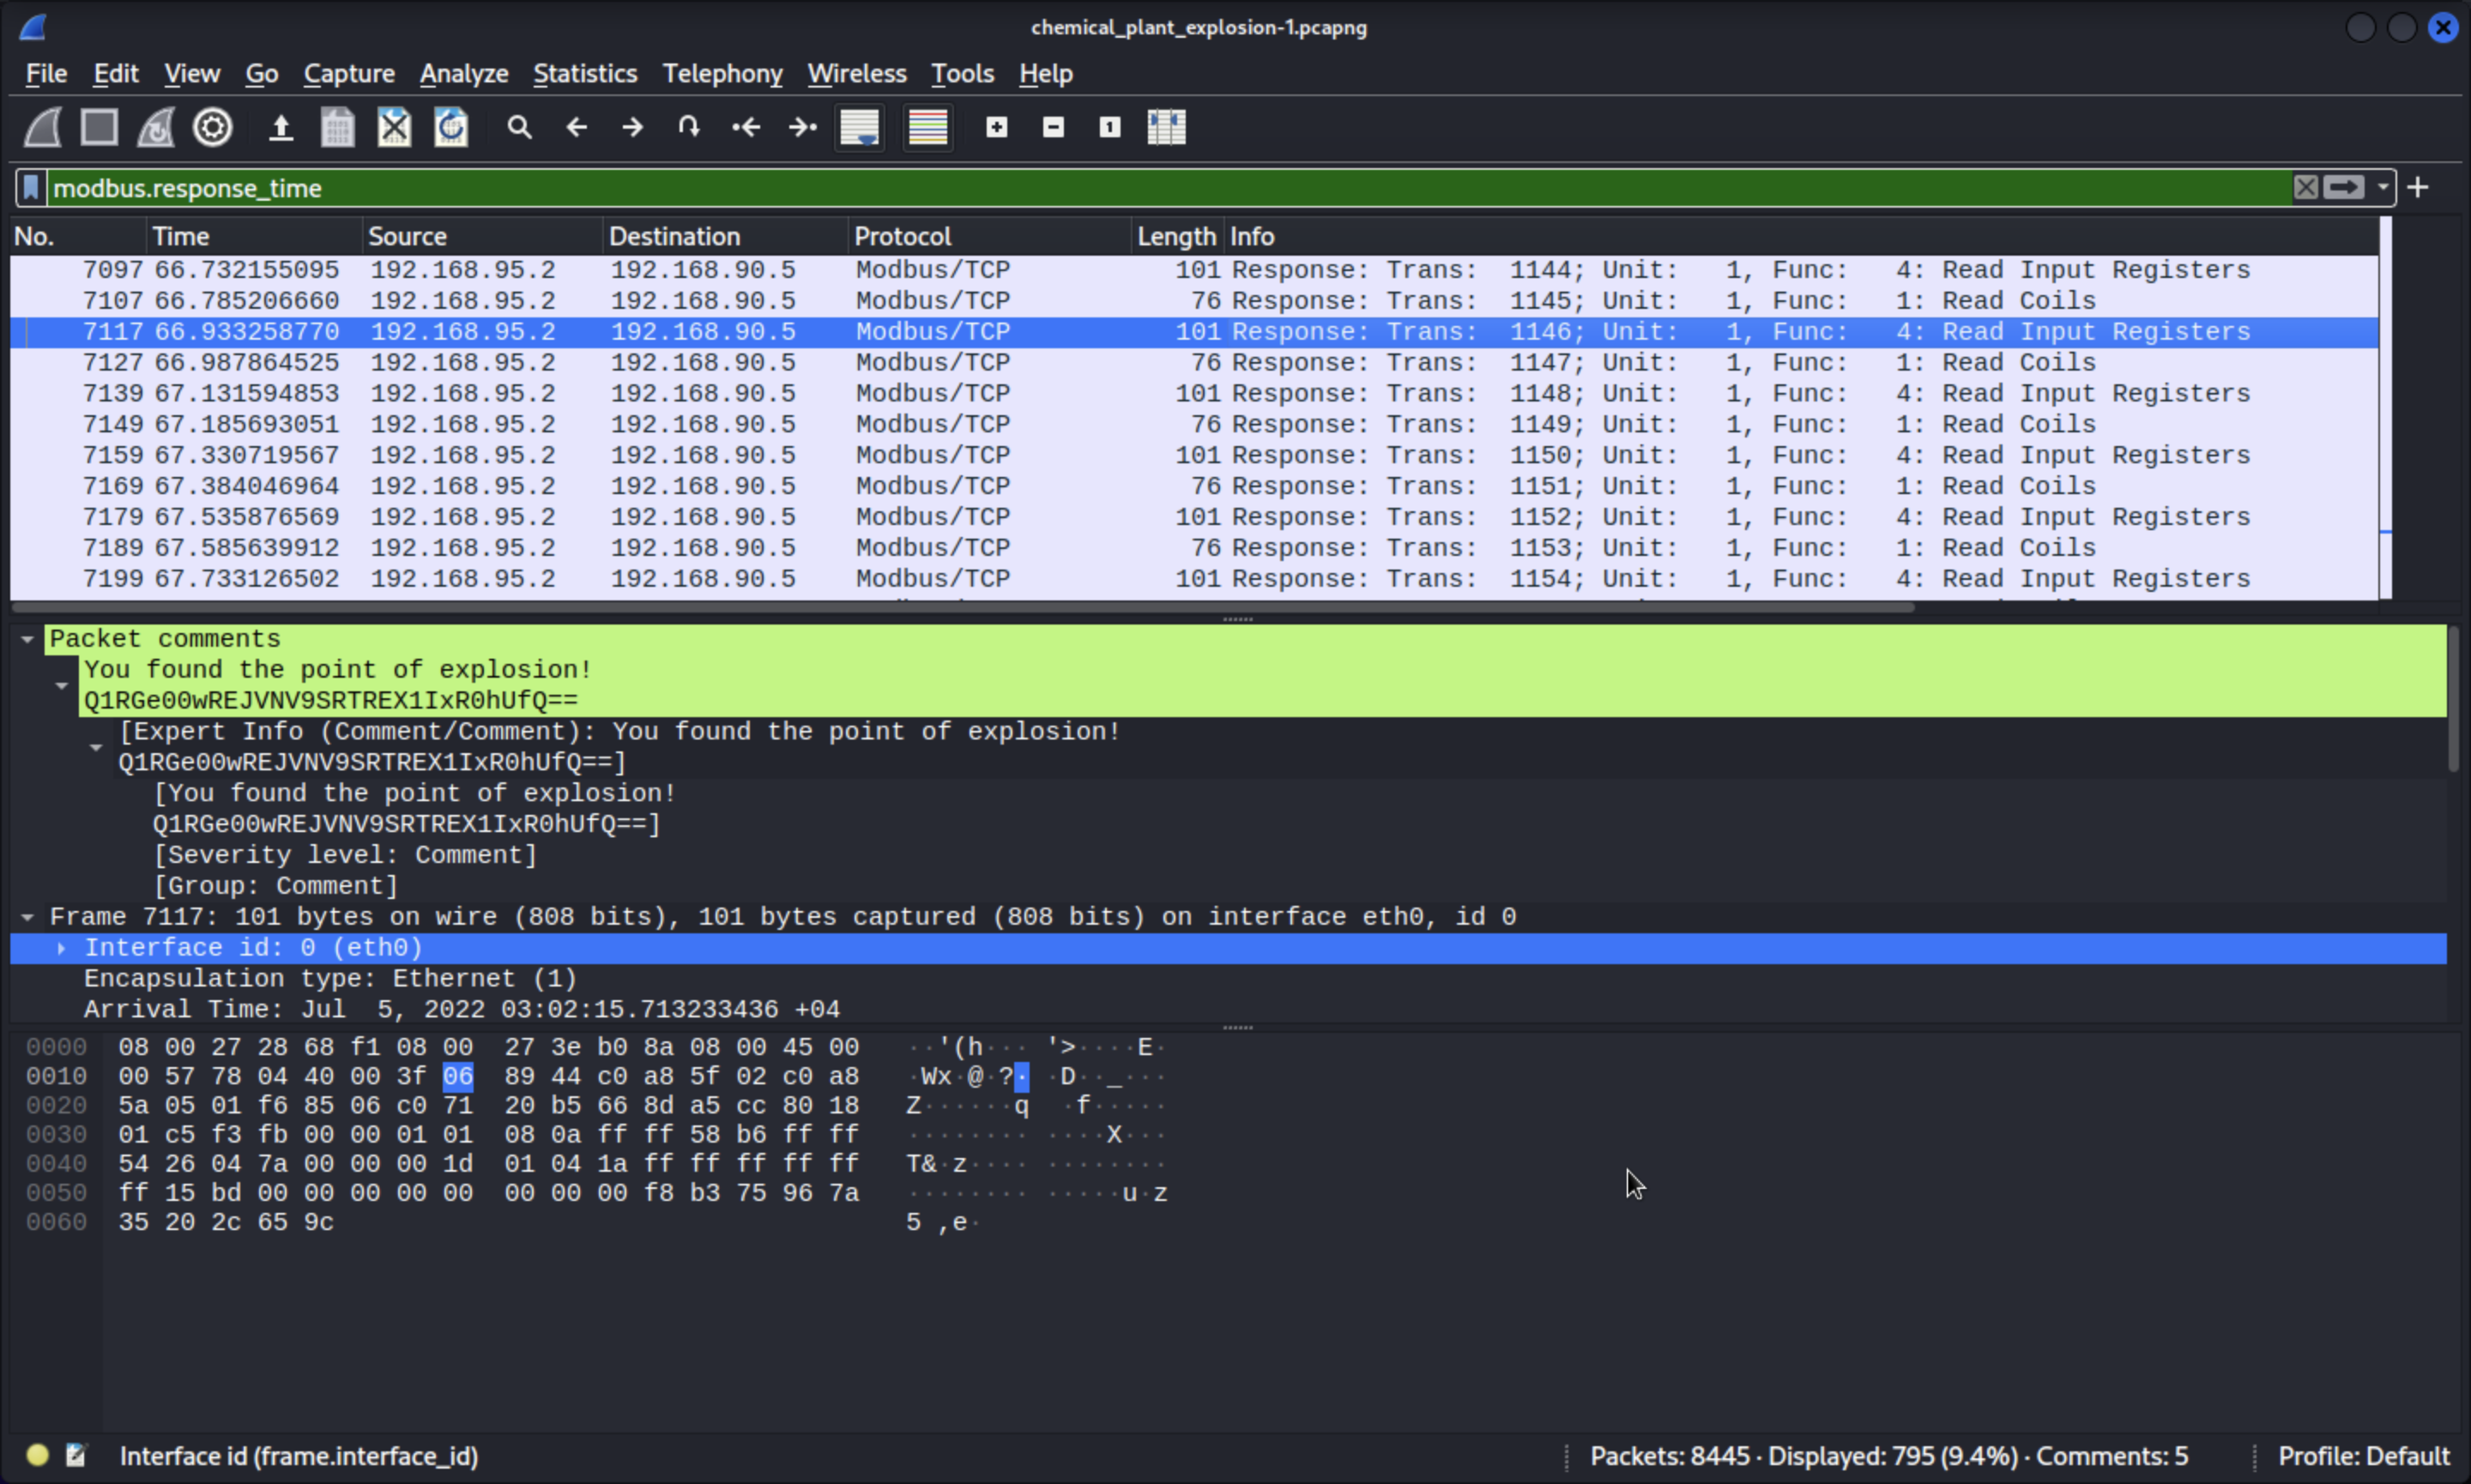 chemical_plant_explosion-1.pcapng
File Edit View Go Capture Analyze Statistics Telephony Wireless Tools Help
modbus.response_time
No. Time Source Destination Protocol Length Info
7097 66.732155095 192.168.95.2 192.168.90.5 Modbus/TCP 101 Response: Trans: 1144; Unit: 1, Func: 4: Read Input Registers
7107 66.785206660 192.168.95.2 192.168.90.5 Modbus/TCP 76 Response: Trans: 1145; Unit: 1, Func: 1: Read Coils
7117 66.933258770 192.168.95.2 192.168.90.5 Modbus/TCP 101 Response: Trans: 1146; Unit: 1, Func: 4: Read Input Registers
7127 66.987864525 192.168.95.2 192.168.90.5 Modbus/TCP 76 Response: Trans: 1147; Unit: 1, Func: 1: Read Coils
7139 67.131594853 192.168.95.2 192.168.90.5 Modbus/TCP 101 Response: Trans: 1148; Unit: 1, Func: 4: Read Input Registers
7149 67.185693051 192.168.95.2 192.168.90.5 Modbus/TCP 76 Response: Trans: 1149; Unit: 1, Func: 1: Read Coils
7159 67.330719567 192.168.95.2 192.168.90.5 Modbus/TCP 101 Response: Trans: 1150; Unit: 1, Func: 4: Read Input Registers
7169 67.384046964 192.168.95.2 192.168.90.5 Modbus/TCP 76 Response: Trans: 1151; Unit: 1, Func: 1: Read Coils
7179 67.535876569 192.168.95.2 192.168.90.5 Modbus/TCP 101 Response: Trans: 1152; Unit: 1, Func: 4: Read Input Registers
7189 67.585639912 192.168.95.2 192.168.90.5 Modbus/TCP 76 Response: Trans: 1153; Unit: 1, Func: 1: Read Coils
7199 67.733126502 192.168.95.2 192.168.90.5 Modbus/TCP 101 Response: Trans: 1154; Unit: 1, Func: 4: Read Input Registers
Packet comments
You found the point of explosion!
Q1RGe00wREJVNV9SRTREX1IxR0hUfQ==
[Expert Info (Comment/Comment): You found the point of explosion!
Q1RGe00wREJVNV9SRTREX1IxR0hUfQ==]
[You found the point of explosion!
Q1RGe00wREJVNV9SRTREX1IxR0hUfQ==]
[Severity level: Comment]
[Group: Comment]
Frame 7117: 101 bytes on wire (808 bits), 101 bytes captured (808 bits) on interface eth0, id 0
Interface id: 0 (eth0)
Encapsulation type: Ethernet (1)
Arrival Time: Jul  5, 2022 03:02:15.713233436 +04
0000 08 00 27 28 68 f1 08 00 27 3e b0 8a 08 00 45 00 ··'(h··· '>····E·
0010 00 57 78 04 40 00 3f 06 89 44 c0 a8 5f 02 c0 a8 ·Wx·@·?· ·D··_···
0020 5a 05 01 f6 85 06 c0 71 20 b5 66 8d a5 cc 80 18 Z······q ·f·····
0030 01 c5 f3 fb 00 00 01 01 08 0a ff ff 58 b6 ff ff ········ ····X···
0040 54 26 04 7a 00 00 00 1d 01 04 1a ff ff ff ff ff T&·z···· ········
0050 ff 15 bd 00 00 00 00 00 00 00 00 f8 b3 75 96 7a ········ ·····u·z
0060 35 20 2c 65 9c 5 ,e·
Interface id (frame.interface_id) Packets: 8445 · Displayed: 795 (9.4%) · Comments: 5 Profile: Default